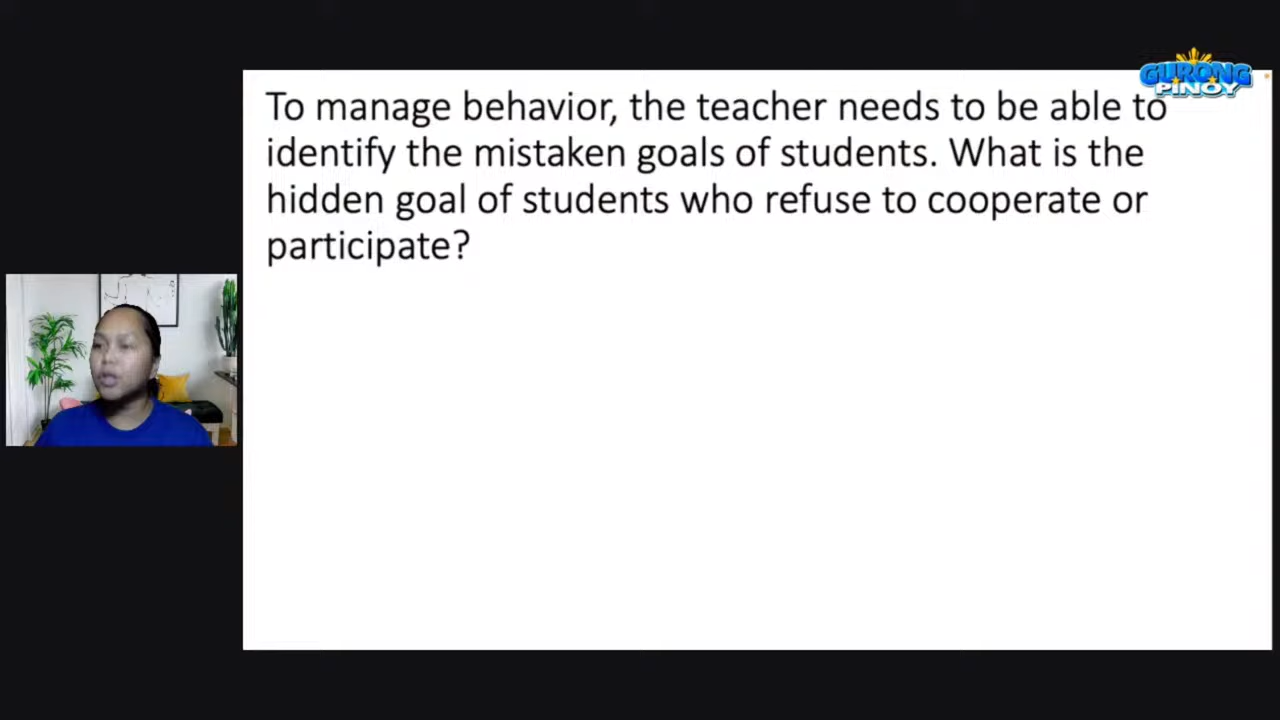 GURONG
PINOY
To manage behavior, the teacher needs to be able to
identify the mistaken goals of students. What is the
hidden goal of students who refuse to cooperate or
participate?